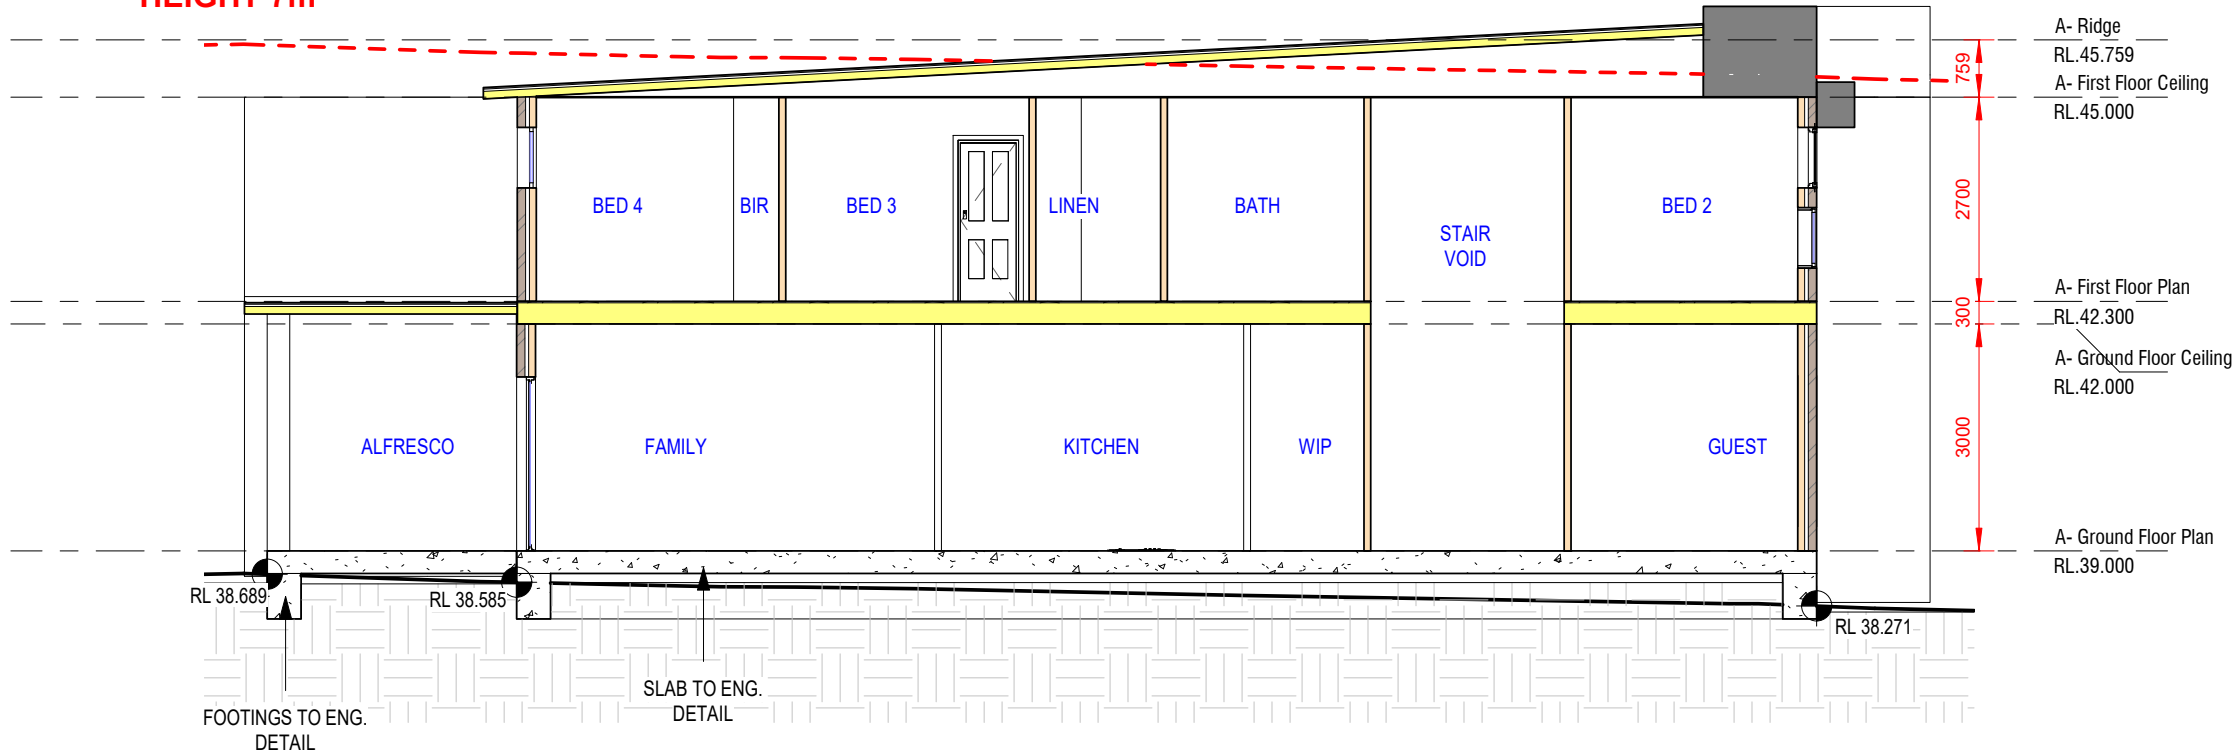 A- Ridge
RL.45.759
759
A- First Floor Ceiling
RL.45.000
BED 4
BIR
BED 3
LINEN
BATH
STAIR
VOID
BED 2
2700
A- First Floor Plan
RL.42.300
300
A- Ground Floor Ceiling
RL.42.000
ALFRESCO
FAMILY
KITCHEN
WIP
GUEST
3000
A- Ground Floor Plan
RL.39.000
RL 38.689
RL 38.585
RL 38.271
SLAB TO ENG.
DETAIL
FOOTINGS TO ENG.
DETAIL